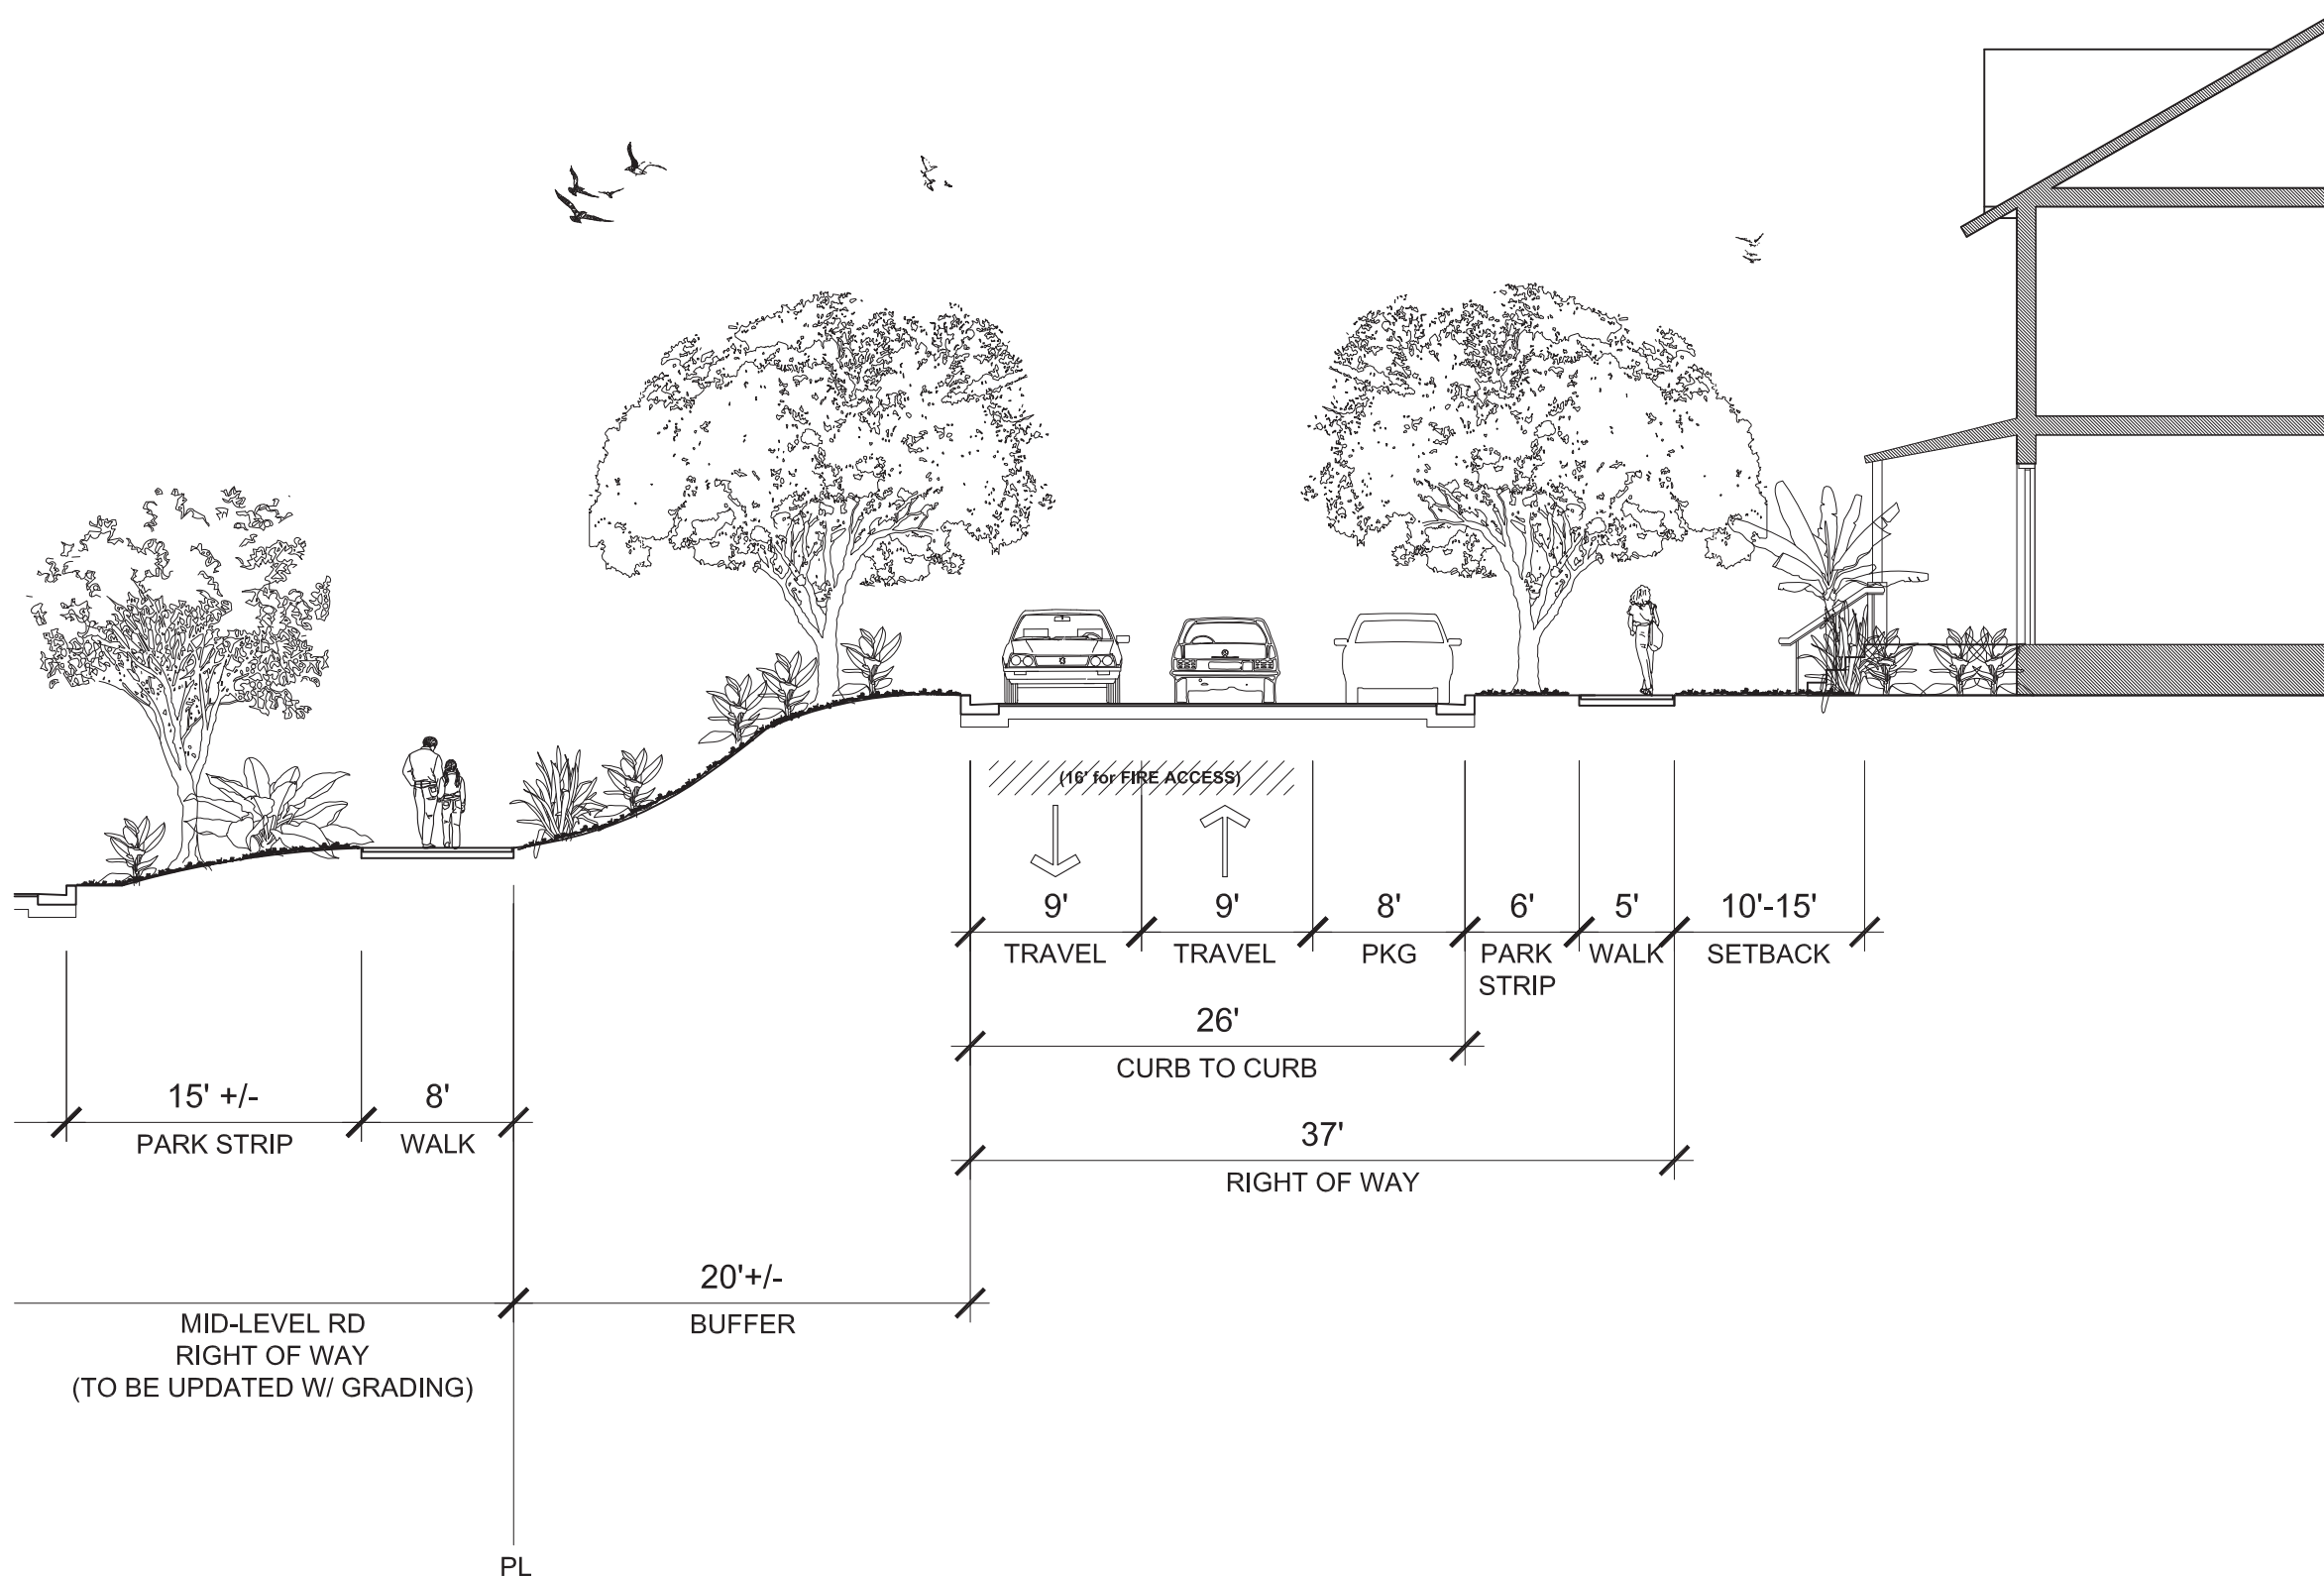 (16' for FIRE ACCESS)
9' 9' 8' 6' 5' 10'-15'
TRAVEL TRAVEL PKG PARK WALK SETBACK
STRIP
26'
CURB TO CURB
15' +/- 8'
PARK STRIP WALK
37'
RIGHT OF WAY
20'+/-
BUFFER
MID-LEVEL RD
RIGHT OF WAY
(TO BE UPDATED W/ GRADING)
PL